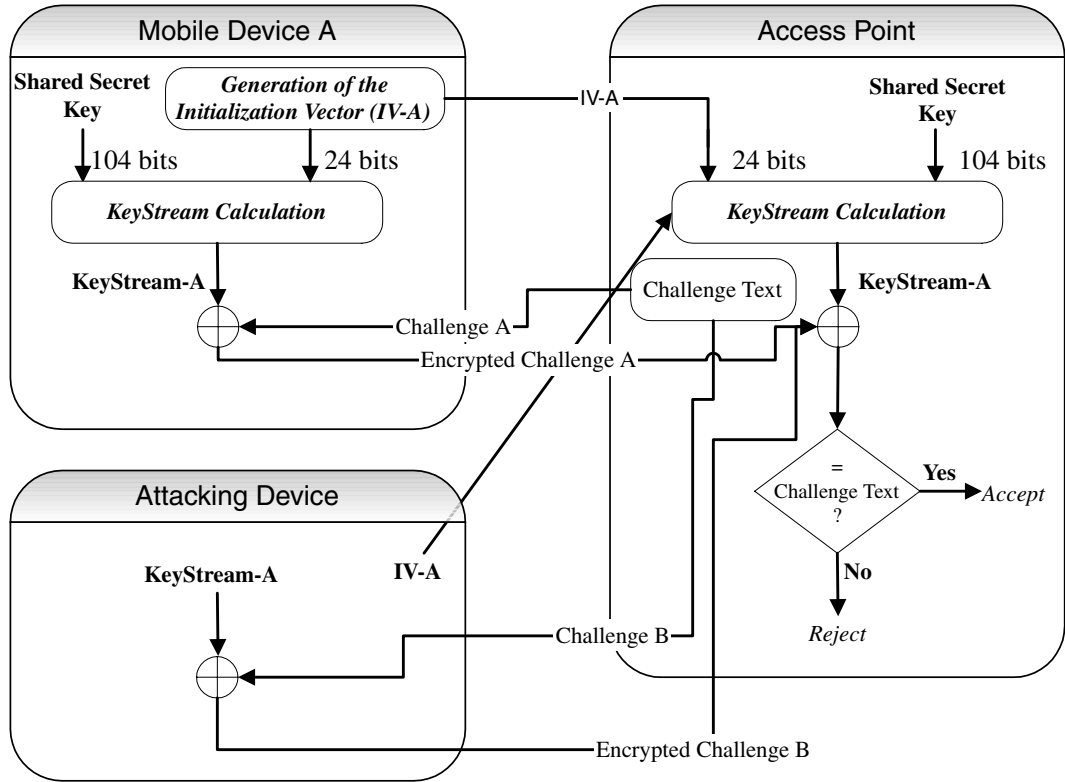 Mobile Device A
Shared Secret
Key
Generation of the
Initialization Vector (IV-A)
104 bits
24 bits
KeyStream Calculation
KeyStream-A
IV-A
Access Point
Shared Secret
Key
24 bits
104 bits
KeyStream Calculation
Challenge Text
KeyStream-A
Challenge A
Encrypted Challenge A
=
Challenge Text
?
Yes
Accept
No
Reject
Attacking Device
KeyStream-A
IV-A
Challenge B
Encrypted Challenge B